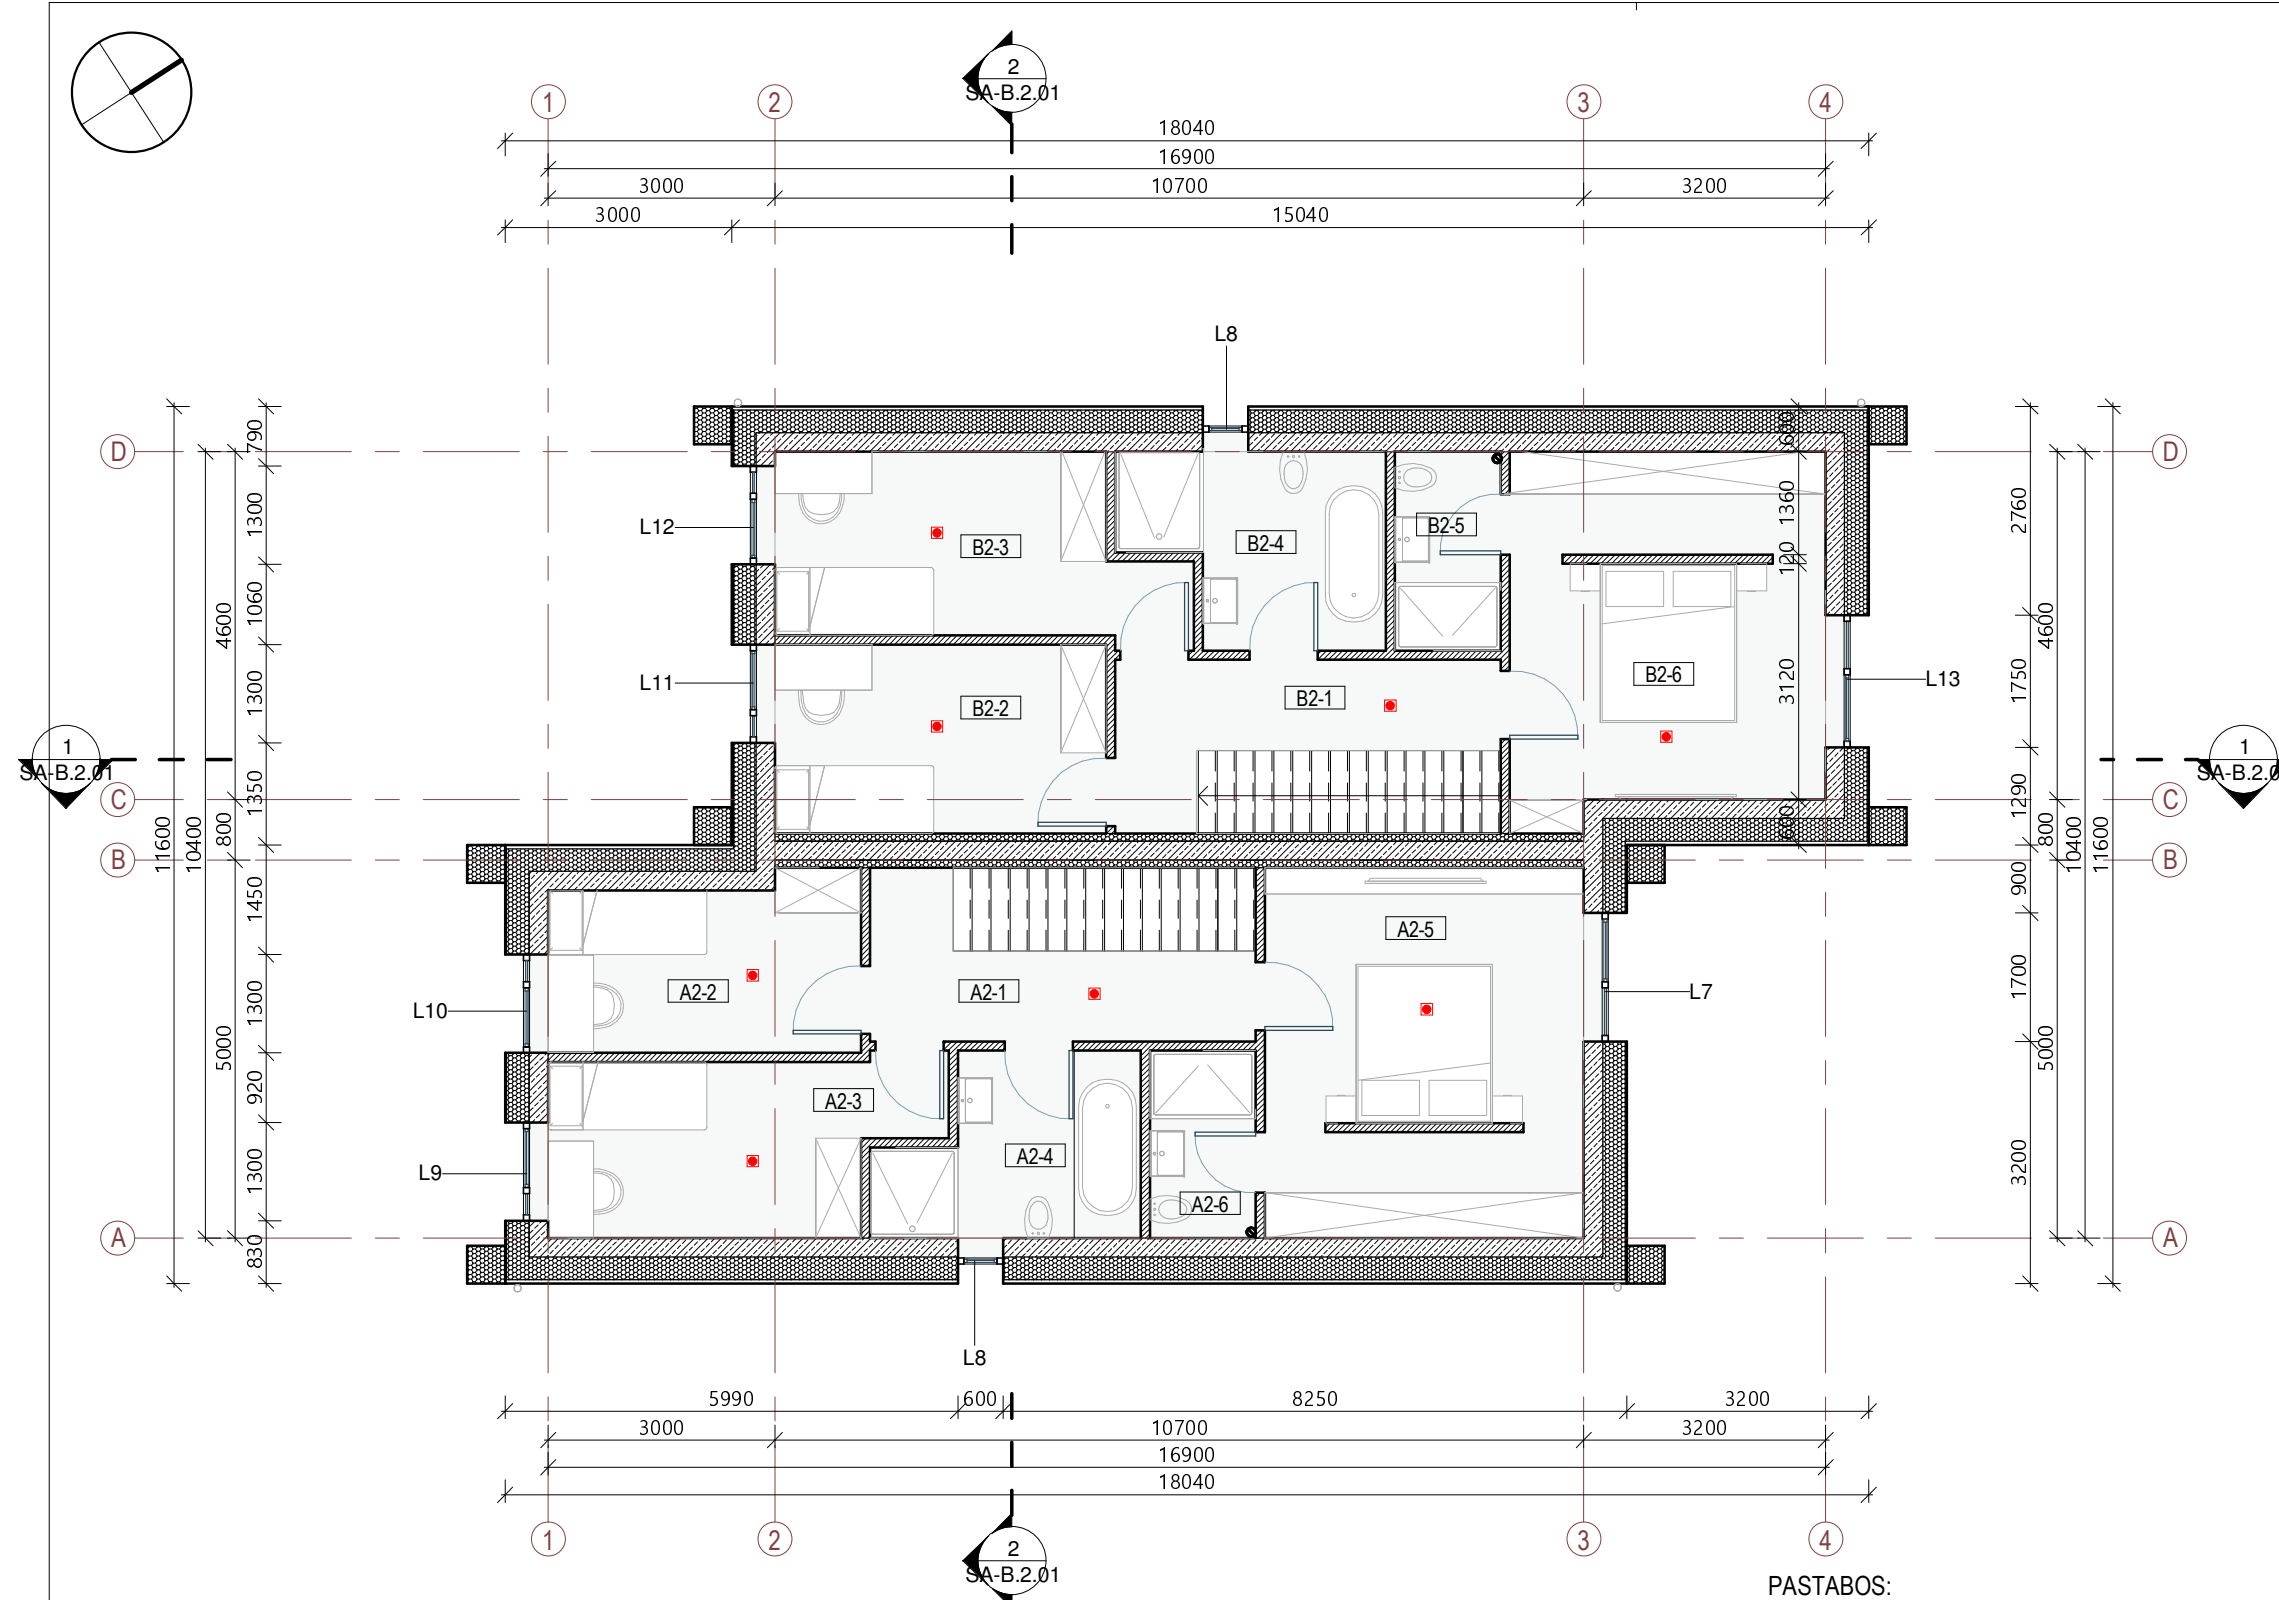 2
SA-B.2.01
1
2
3
4
18040
16900
3000
10700
3200
3000
15040
L8
D
D
790
1300
1060
1300
1350
1450
1300
920
1300
830
4600
800
5000
10400
11600
600
1360
120
3120
600
2760
1750
1290
900
1700
3200
4600
800
5000
10400
11600
L12
B2-3
B2-4
B2-5
L11
B2-2
B2-1
B2-6
L13
1
SA-B.2.01
1
SA-B.2.0
C
C
B
B
A2-5
L10
A2-2
A2-1
L7
A2-3
A2-4
L9
A2-6
A
A
L8
5990
600
8250
3200
3000
10700
3200
16900
18040
1
2
3
4
2
SA-B.2.01
PASTABOS: